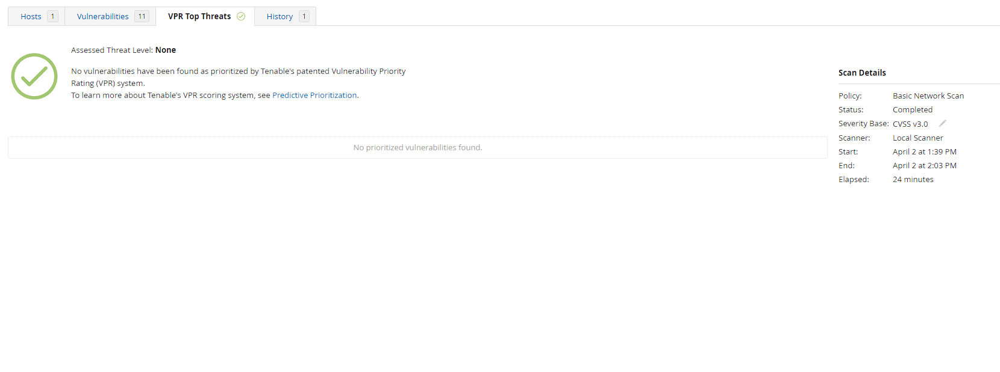 Hosts 1 Vulnerabilities 11 VPR Top Threats History 1
Assessed Threat Level: None
No vulnerabilities have been found as prioritized by Tenable's patented Vulnerability Priority
Rating (VPR) system.
To learn more about Tenable's VPR scoring system, see Predictive Prioritization.
No prioritized vulnerabilities found.
Scan Details
Policy: Basic Network Scan
Status: Completed
Severity Base: CVSS v3.0
Scanner: Local Scanner
Start: April 2 at 1:39 PM
End: April 2 at 2:03 PM
Elapsed: 24 minutes